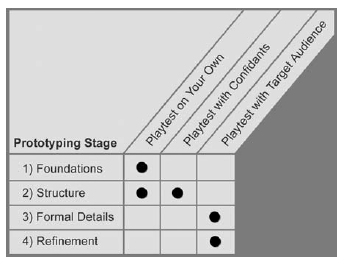 Playtest on Your Own
Playtest with Confidants
Playtest with Target Audience
Prototyping Stage
1) Foundations
2) Structure
3) Formal Details
4) Refinement